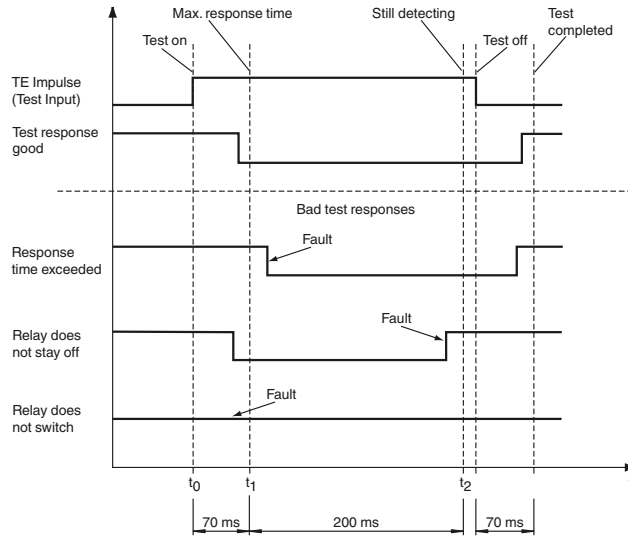 Max. response time
Still detecting
Test
completed
Test on
Test off
TE Impulse
(Test Input)
Test response
good
Bad test responses
Response
time exceeded
Fault
Relay does
not stay off
Fault
Relay does
not switch
Fault
t0
t1
t2
70 ms
200 ms
70 ms